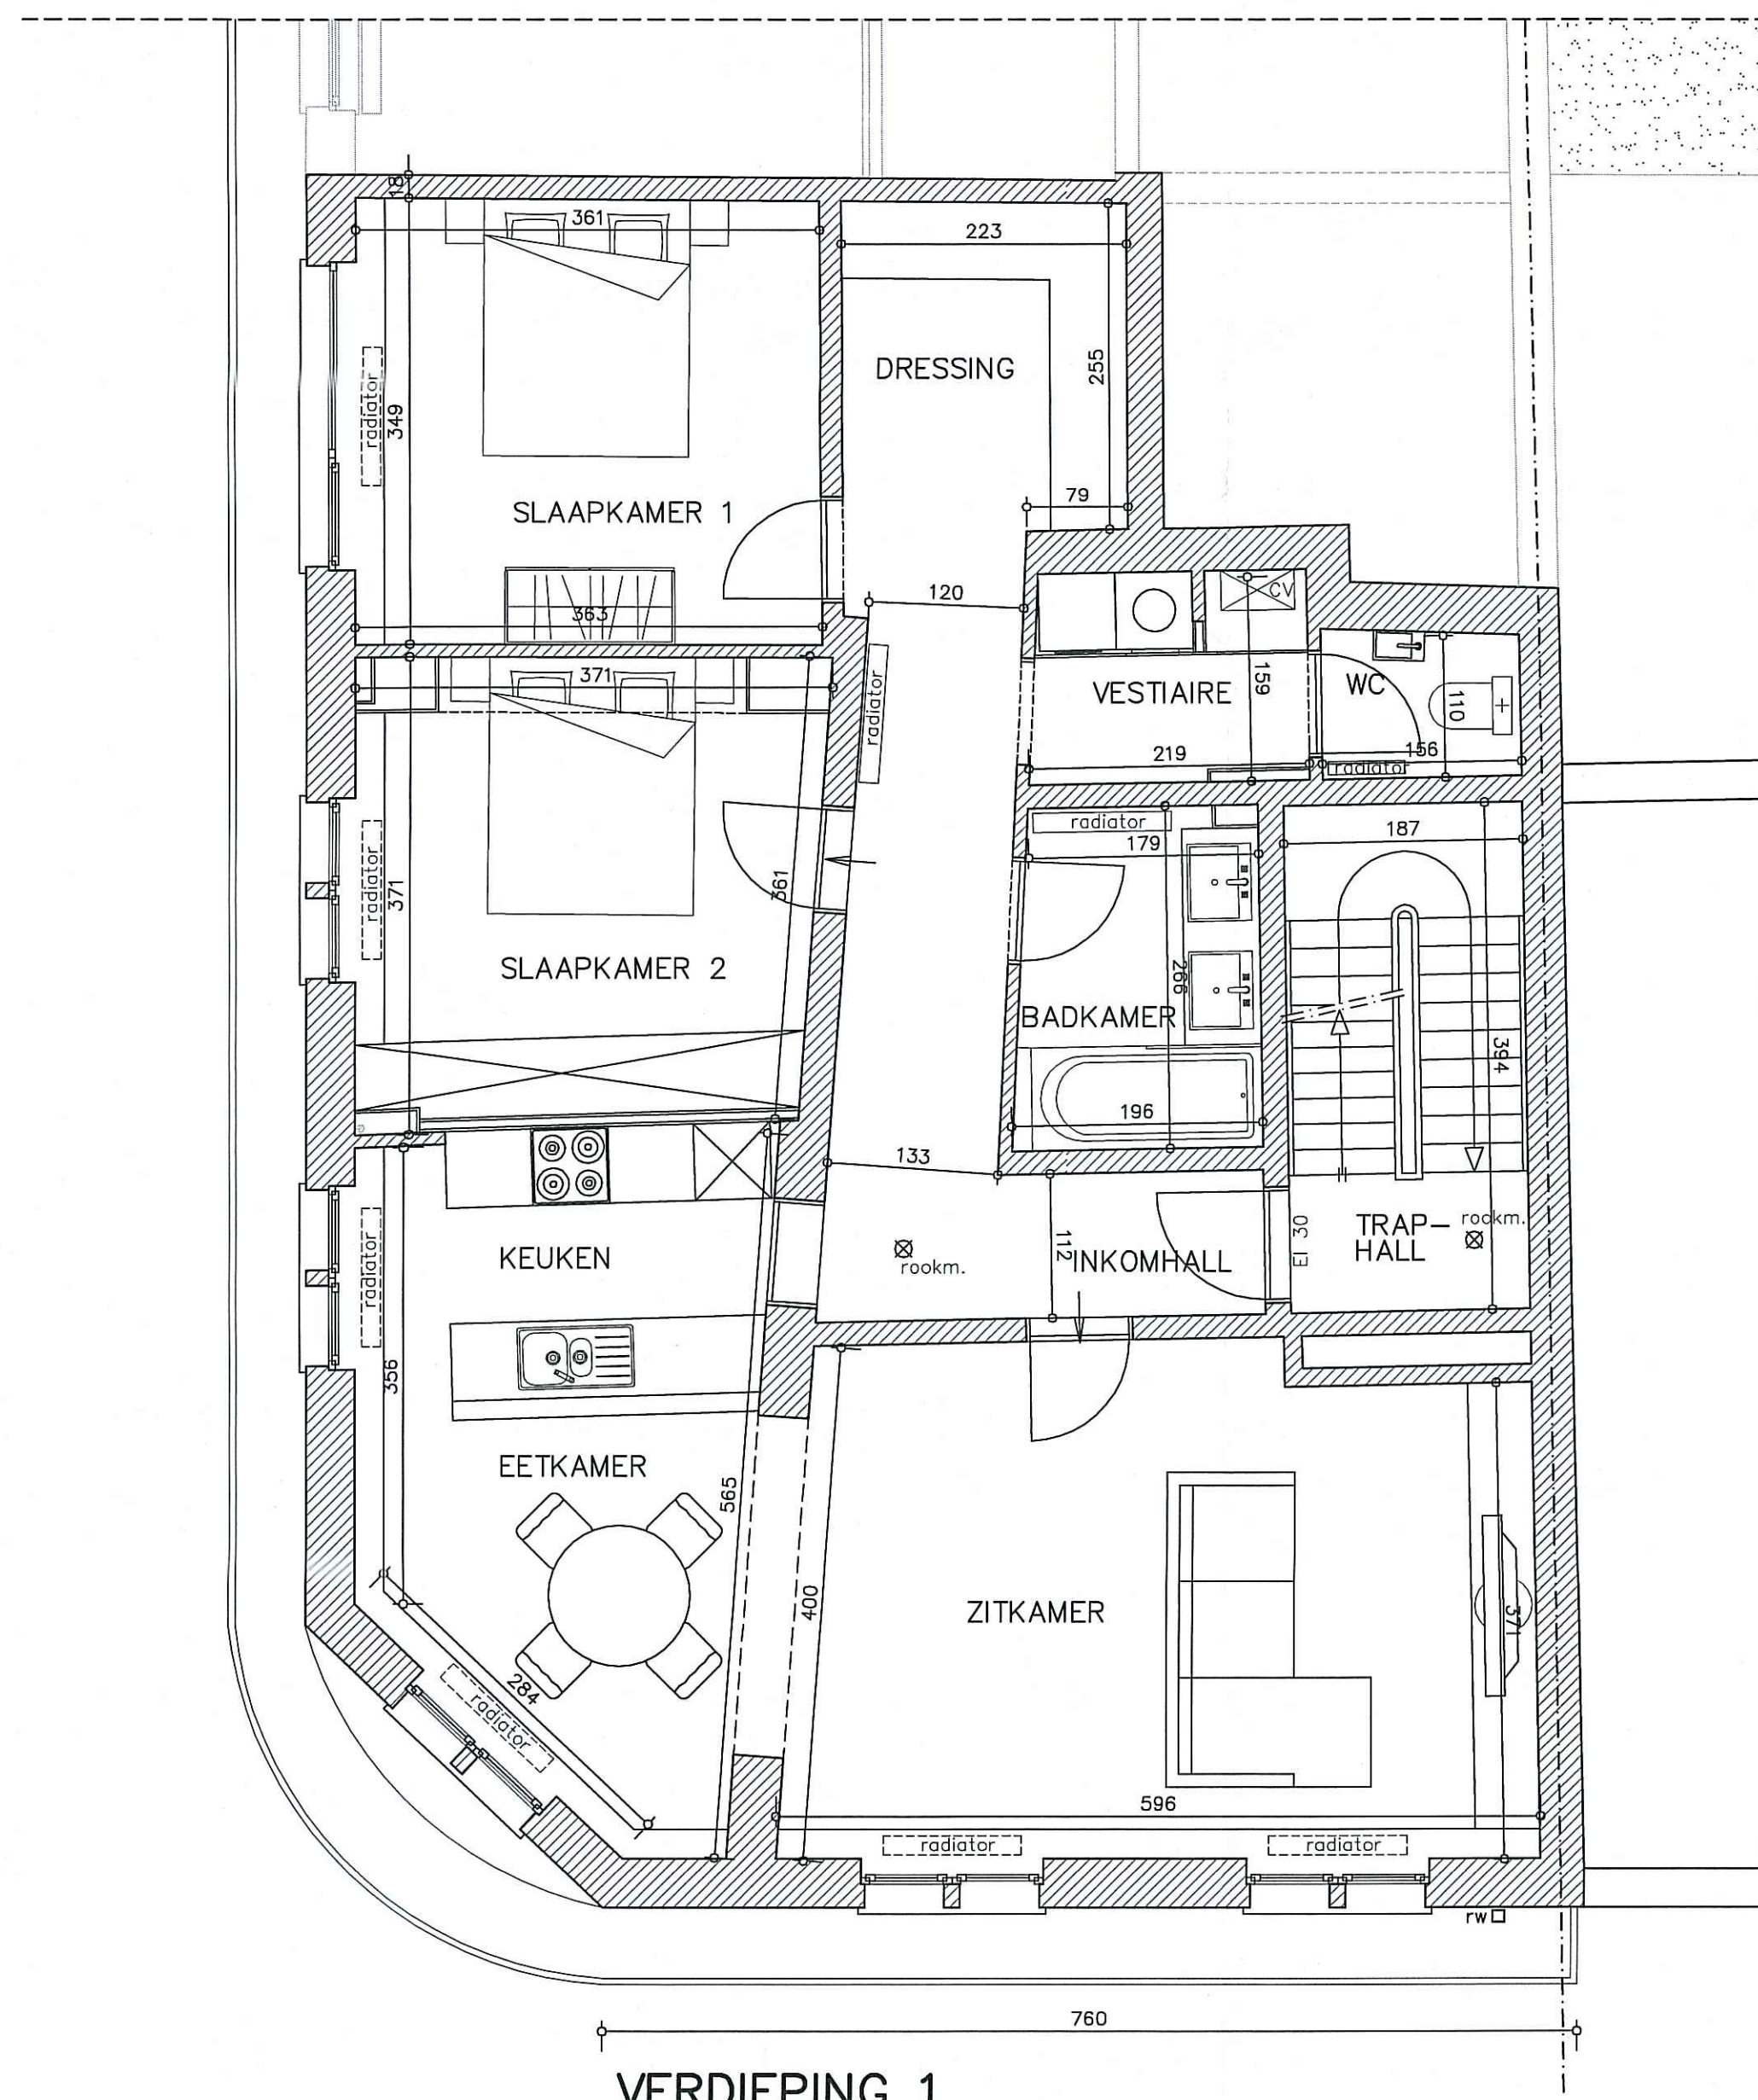 18
361
223
radiator
349
DRESSING
255
79
SLAAPKAMER 1
363
120
CV
371
radiator
VESTIAIRE
159
WC
110
219
156
radiator
radiator
371
361
radiator
179
187
SLAAPKAMER 2
266
BADKAMER
394
196
133
KEUKEN
radiator
rookm.
112
INKOMHALL
EI 30
TRAP-
HALL
rookm.
356
EETKAMER
565
400
ZITKAMER
371
284
radiator
596
radiator
radiator
rw
760
VERDIEPING 1